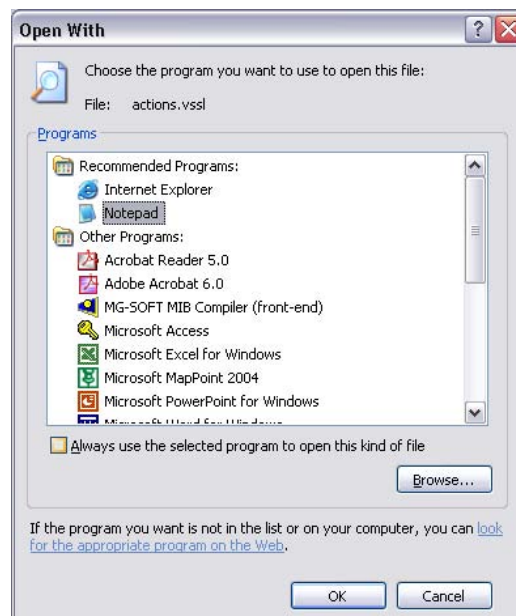 Open With
Choose the program you want to use to open this file:
File: actions.vssl
Programs
Recommended Programs:
Internet Explorer
Notepad
Other Programs:
Acrobat Reader 5.0
Adobe Acrobat 6.0
MG-SOFT MIB Compiler (front-end)
Microsoft Access
Microsoft Excel for Windows
Microsoft MapPoint 2004
Microsoft PowerPoint for Windows
Microsoft Word for Windows
Always use the selected program to open this kind of file
Browse...
If the program you want is not in the list or on your computer, you can look
for the appropriate program on the Web.
OK Cancel